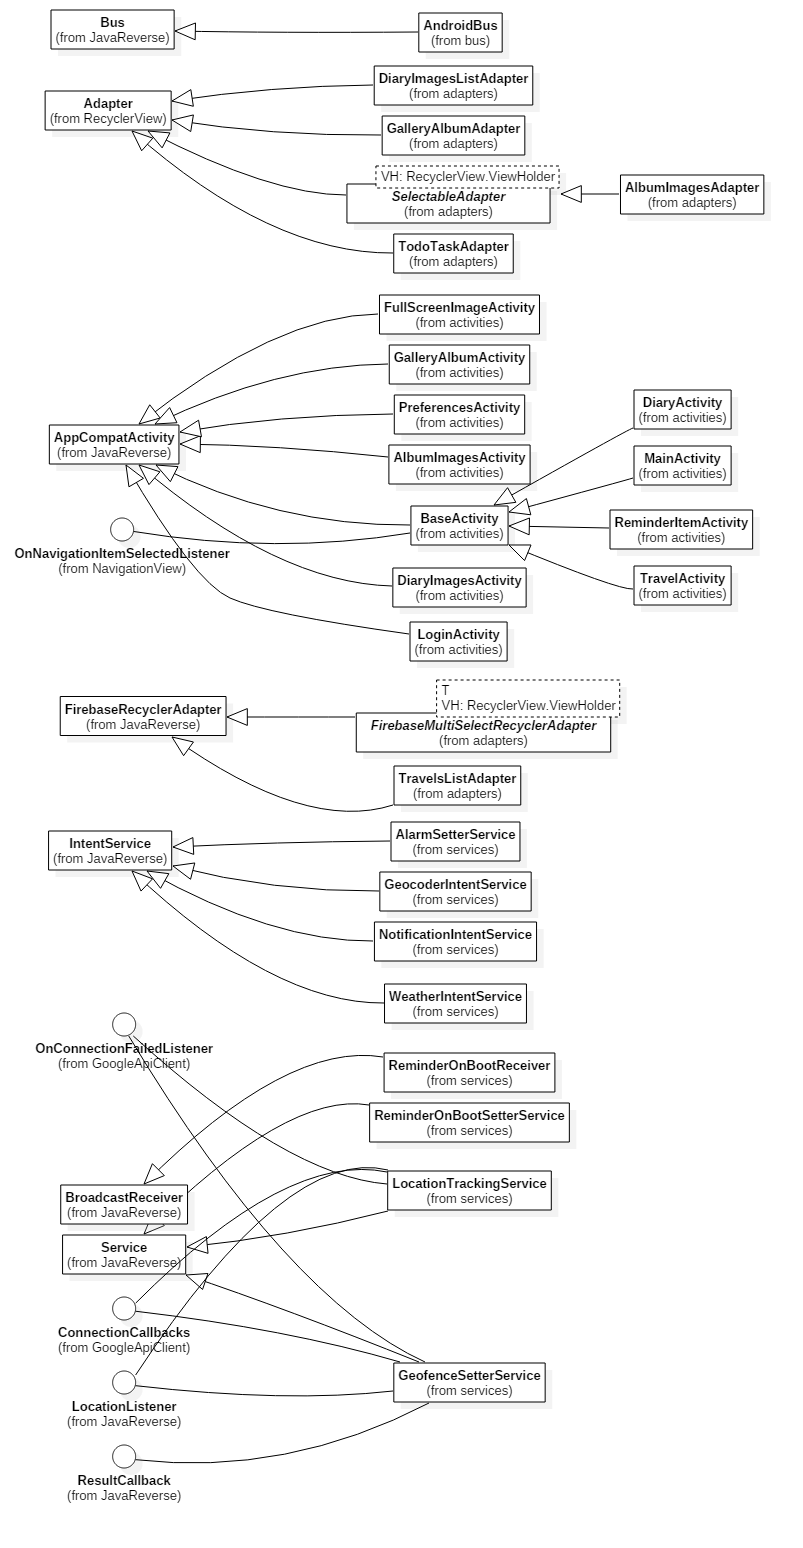 Bus
(from JavaReverse)
AndroidBus
(from bus)
DiaryImagesListAdapter
(from adapters)
Adapter
(from RecyclerView)
GalleryAlbumAdapter
(from adapters)
VH: RecyclerView.ViewHolder
SelectableAdapter
(from adapters)
AlbumImagesAdapter
(from adapters)
TodoTaskAdapter
(from adapters)
FullScreenImageActivity
(from activities)
GalleryAlbumActivity
(from activities)
PreferencesActivity
(from activities)
DiaryActivity
(from activities)
AppCompatActivity
(from JavaReverse)
AlbumImagesActivity
(from activities)
MainActivity
(from activities)
BaseActivity
(from activities)
ReminderItemActivity
(from activities)
OnNavigationItemSelectedListener
(from NavigationView)
DiaryImagesActivity
(from activities)
TravelActivity
(from activities)
LoginActivity
(from activities)
FirebaseRecyclerAdapter
(from JavaReverse)
T
VH: RecyclerView.ViewHolder
FirebaseMultiSelectRecyclerAdapter
(from adapters)
TravelsListAdapter
(from adapters)
IntentService
(from JavaReverse)
AlarmSetterService
(from services)
GeocoderIntentService
(from services)
NotificationIntentService
(from services)
WeatherIntentService
(from services)
OnConnectionFailedListener
(from GoogleApiClient)
ReminderOnBootReceiver
(from services)
ReminderOnBootSetterService
(from services)
BroadcastReceiver
(from JavaReverse)
LocationTrackingService
(from services)
Service
(from JavaReverse)
ConnectionCallbacks
(from GoogleApiClient)
GeofenceSetterService
(from services)
LocationListener
(from JavaReverse)
ResultCallback
(from JavaReverse)